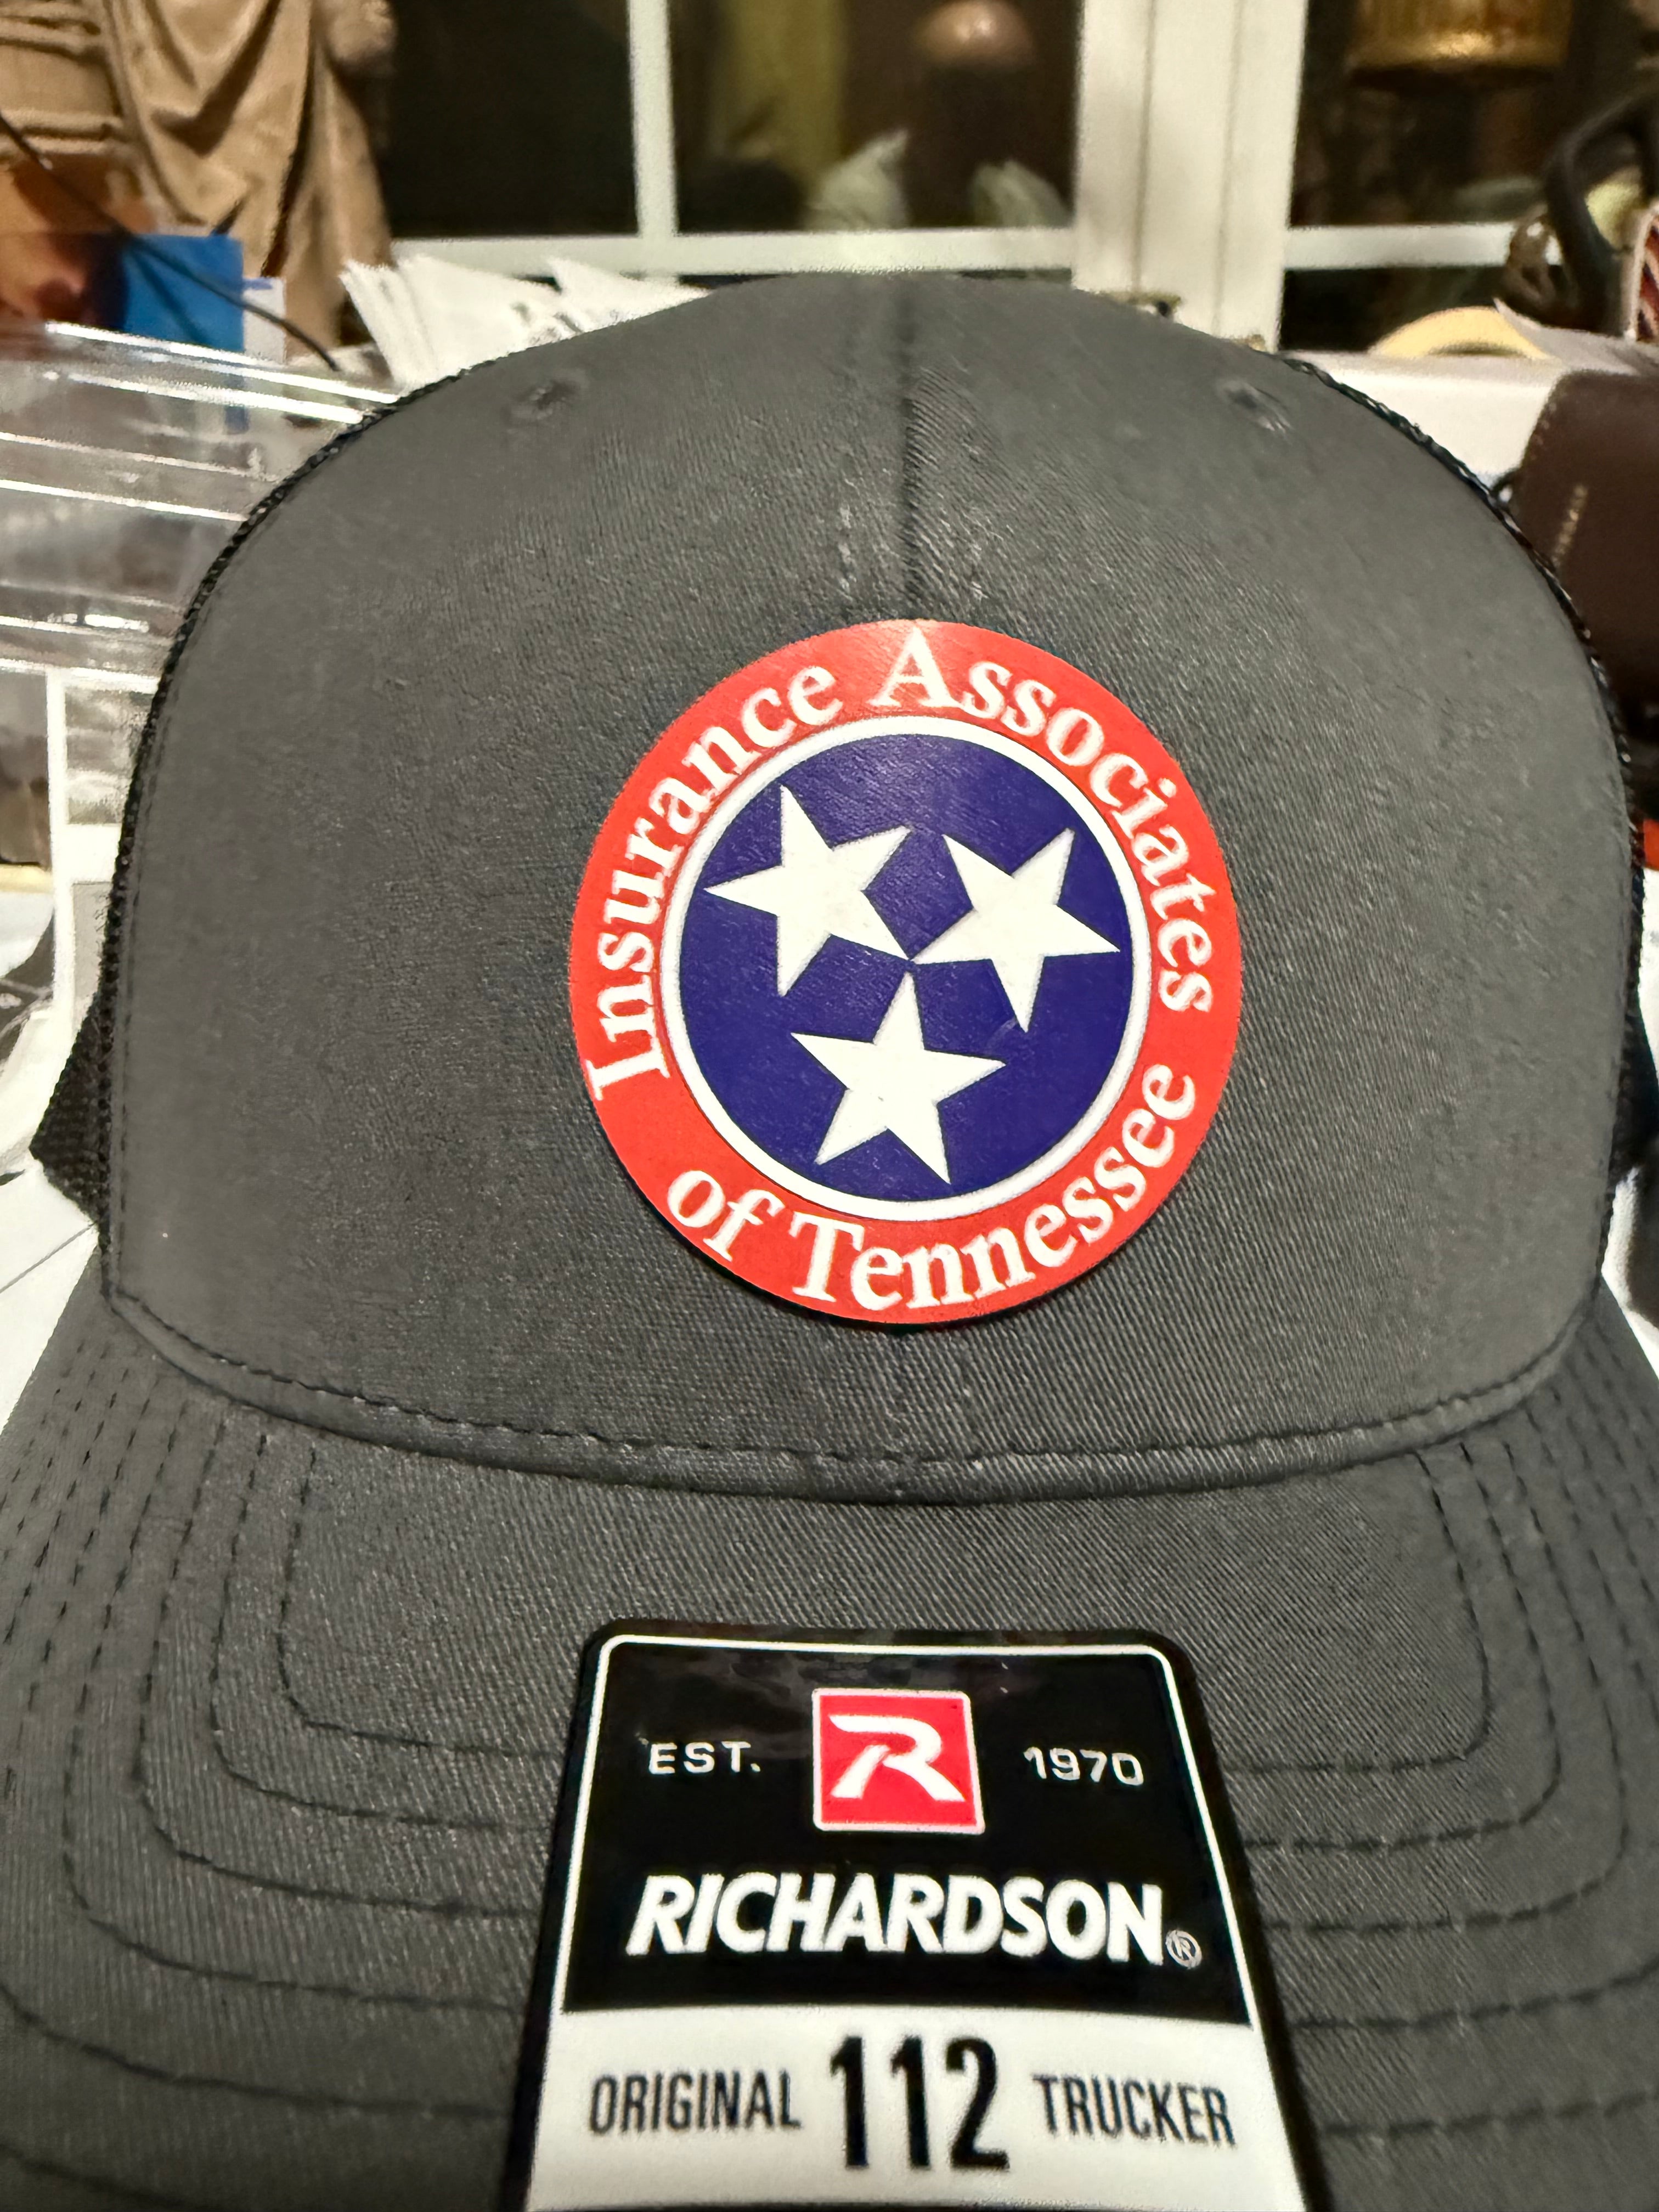 Insurance Associates
of Tennessee
EST. R 1970
RICHARDSON®
ORIGINAL 112 TRUCKER